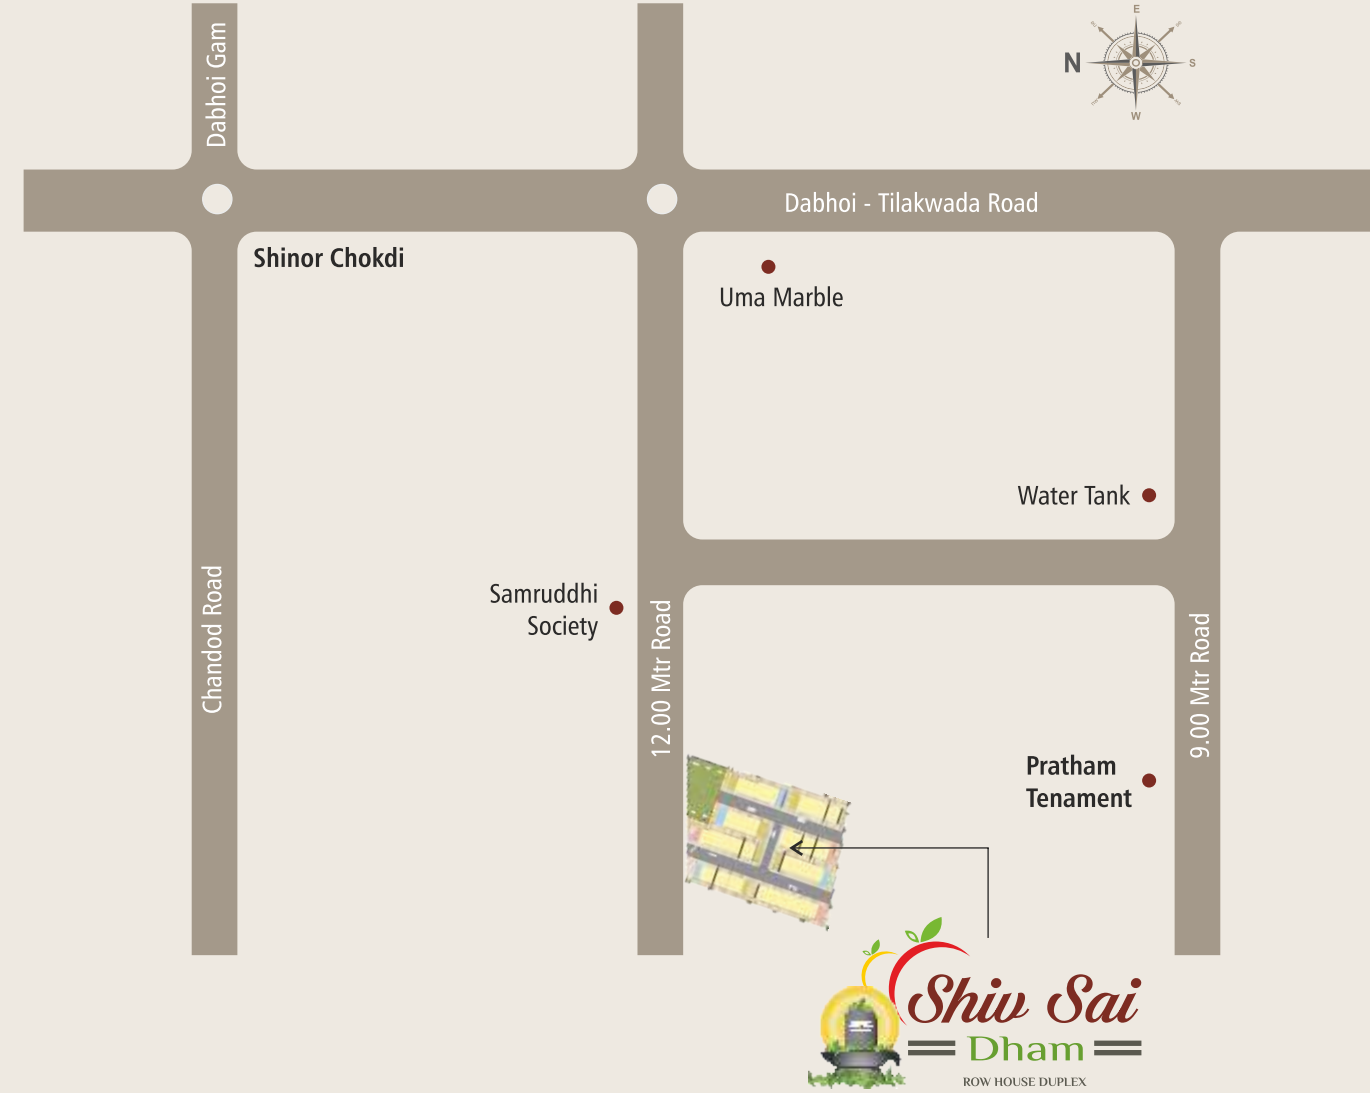 E
N
S
W
Dabhoi Gam
Dabhoi - Tilakwada Road
Shinor Chokdi
Uma Marble
Water Tank
Samruddhi
Society
Chandod Road
12.00 Mtr Road
9.00 Mtr Road
Pratham
Tenament
Shiv Sai
Dham
ROW HOUSE DUPLEX